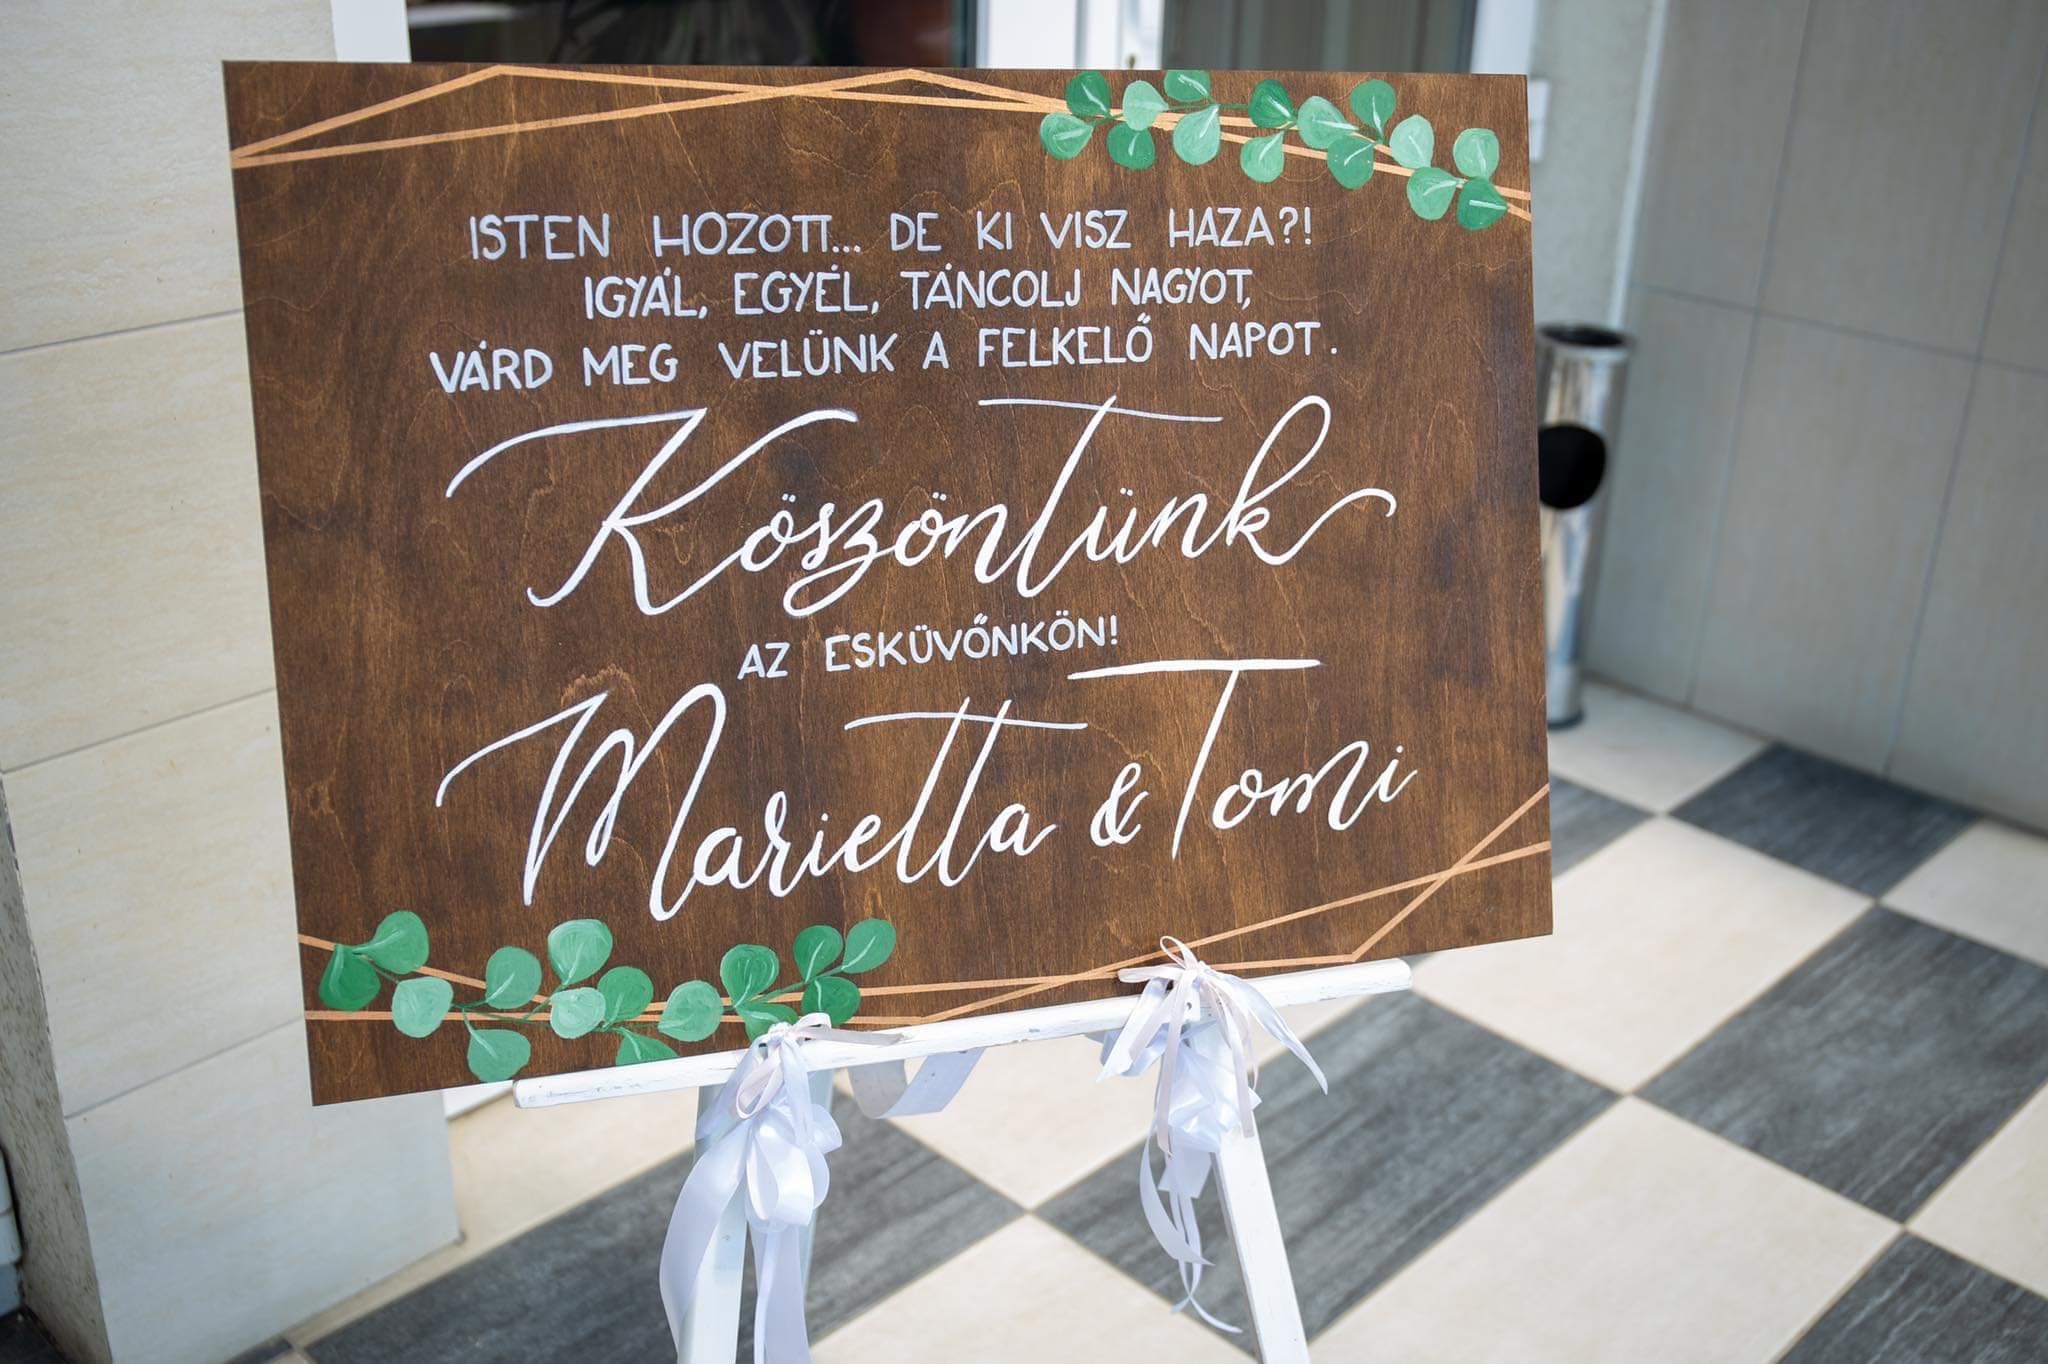 ISTEN HOZOTT... DE KI VISZ HAZA?!
IGYÁL, EGYÉL, TÁNCOLJ NAGYOT,
VÁRD MEG VELÜNK A FELKELŐ NAPOT.
Köszöntünk
AZ ESKÜVŐNKÖN!
Marietta & Tomi